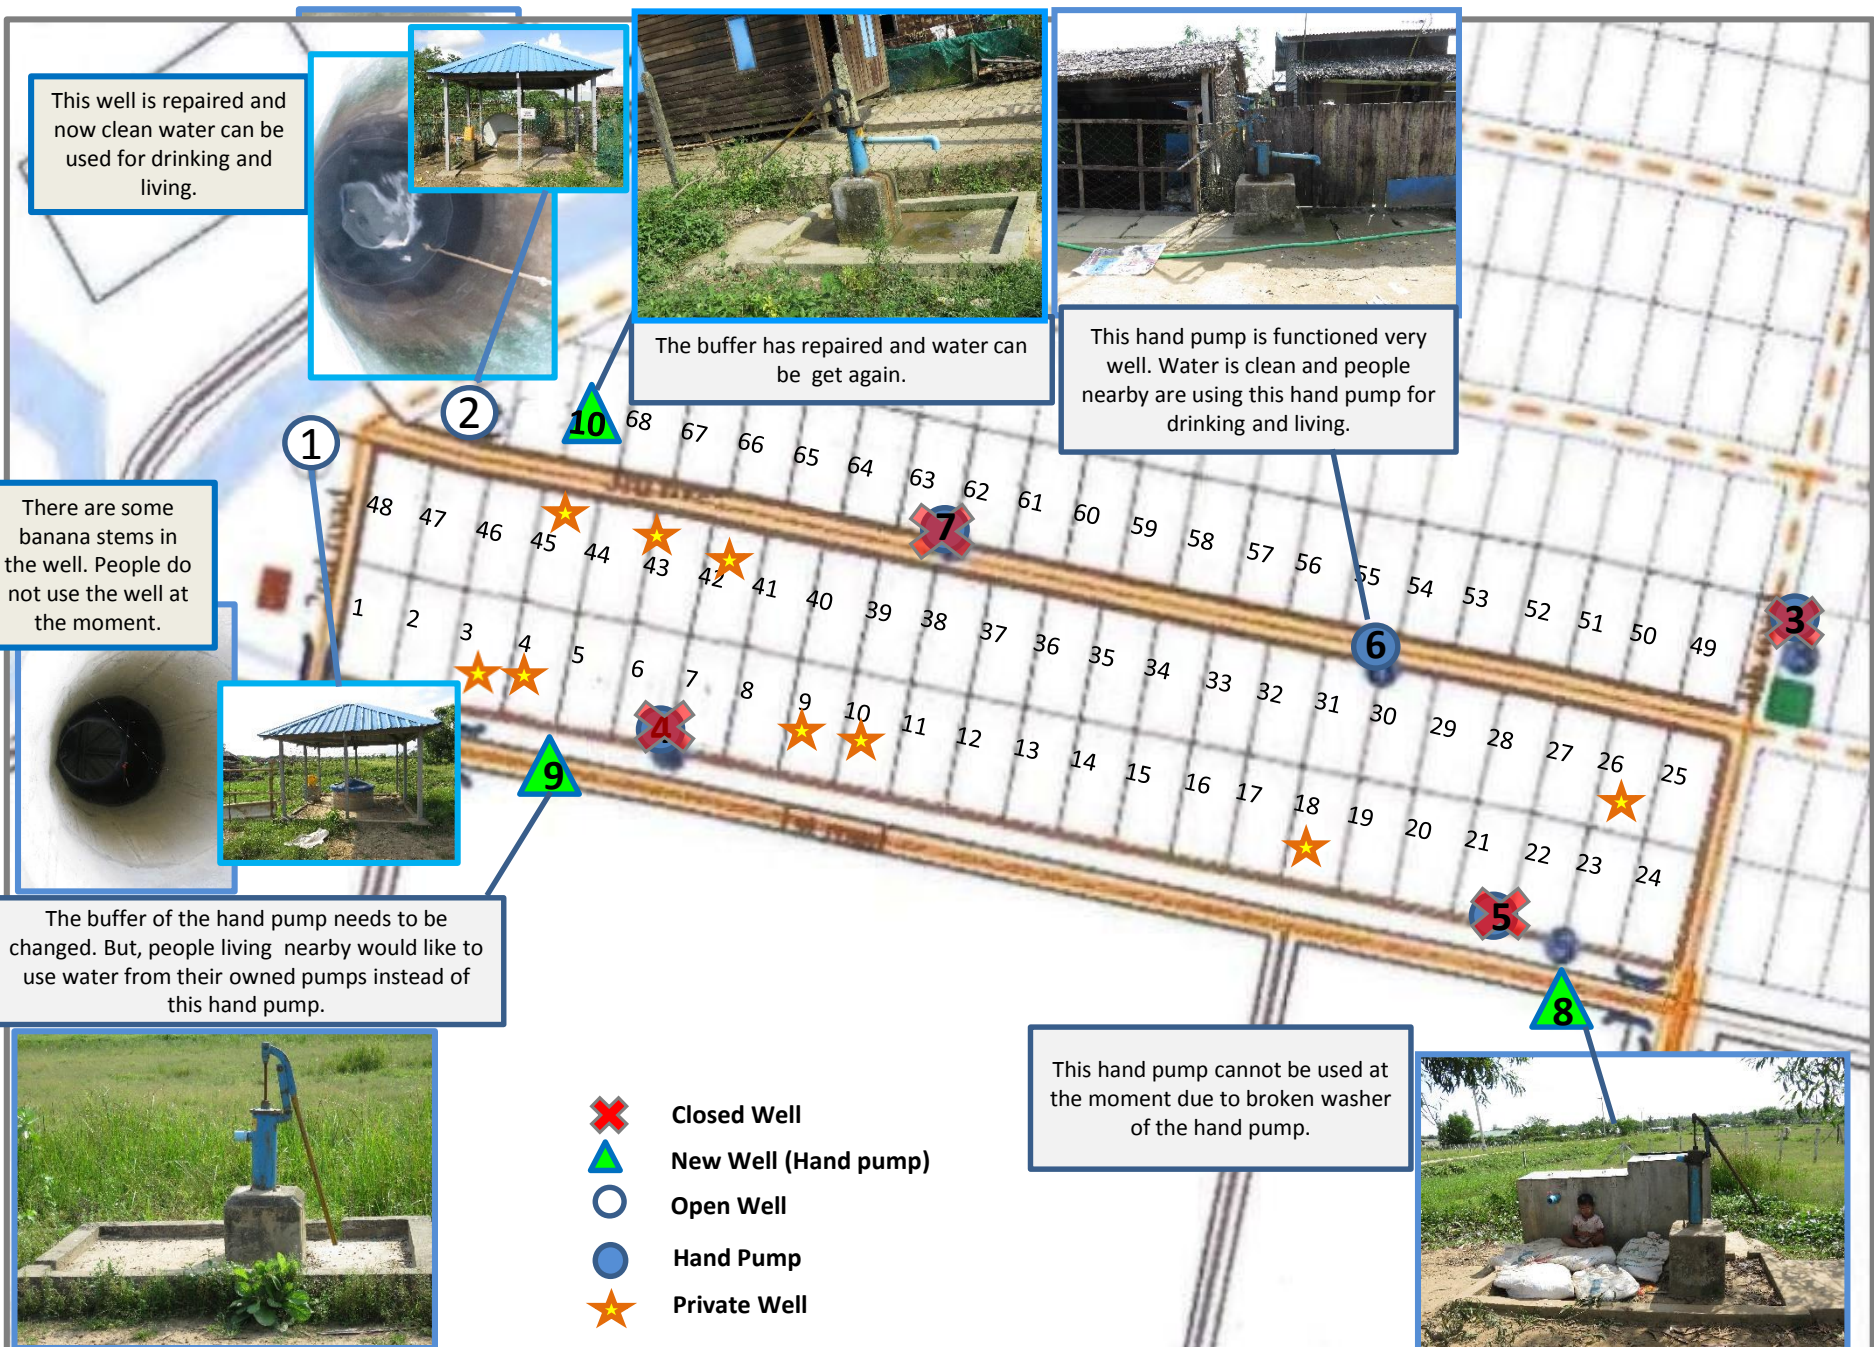 This well is repaired and
now clean water can be
used for drinking and
living.
The buffer has repaired and water can
be get again.
This hand pump is functioned very
well. Water is clean and people
nearby are using this hand pump for
drinking and living.
1
2
10
68
67
66
65
64
63
62
61
60
59
58
57
56
55
54
53
52
51
50
49
3
7
6
There are some
banana stems in
the well. People do
not use the well at
the moment.
48
47
46
45
44
43
42
41
40
39
38
37
36
35
34
33
32
31
30
29
28
27
26
25
1
2
3
4
5
6
7
8
9
10
11
12
13
14
15
16
17
18
19
20
21
22
23
24
4
9
5
8
The buffer of the hand pump needs to be
changed. But, people living nearby would like to
use water from their owned pumps instead of
this hand pump.
This hand pump cannot be used at
the moment due to broken washer
of the hand pump.
Closed Well
New Well (Hand pump)
Open Well
Hand Pump
Private Well